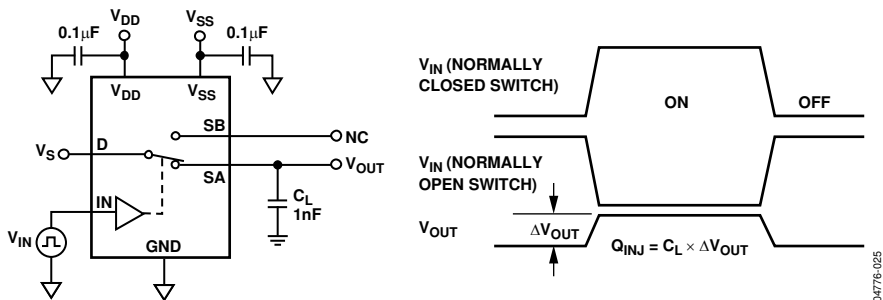 VDD
VSS
0.1µF
0.1µF
VDD
VSS
SB
NC
VS
D
SA
VOUT
CL
1nF
IN
VIN
GND
VIN (NORMALLY
CLOSED SWITCH)
ON
OFF
VIN (NORMALLY
OPEN SWITCH)
VOUT
ΔVOUT
QINJ = CL × ΔVOUT
04776-025